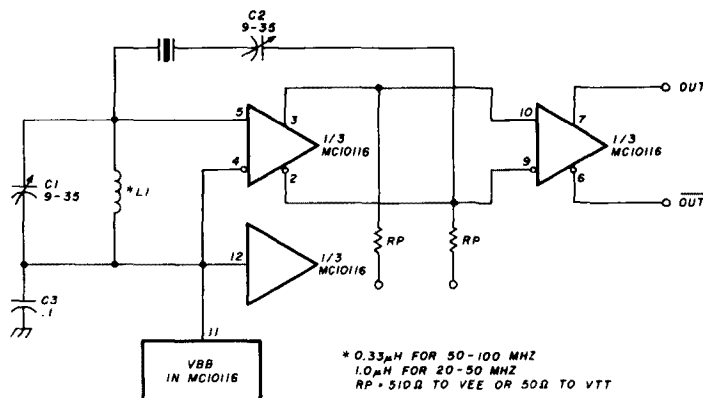 C2
9-35
OUT
5
3
10
7
1/3
MC10116
1/3
MC10116
4
2
9
6
C1
9-35
*L1
OUT
RP
RP
12
1/3
MC10116
C3
.1
11
VBB
IN MC10116
* 0.33µH FOR 50-100 MHZ
1.0µH FOR 20-50 MHZ
RP = 510Ω TO VEE OR 50Ω TO VTT